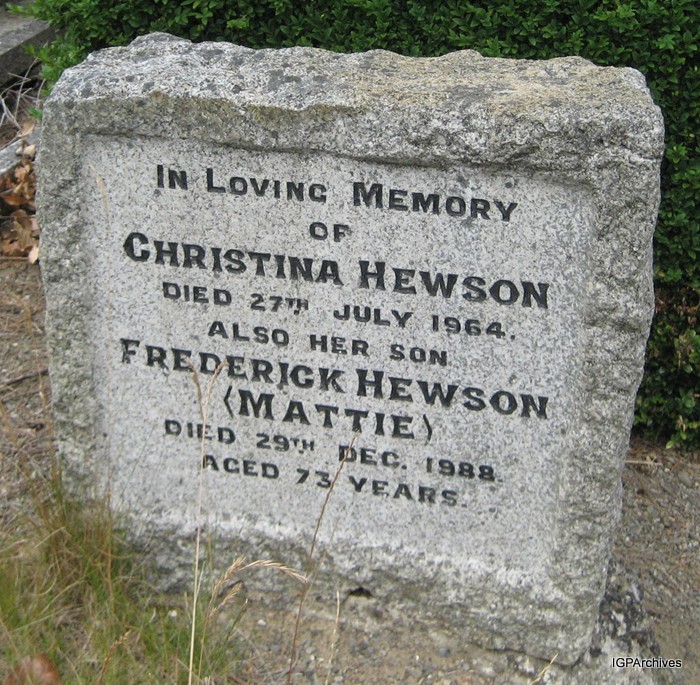 IN LOVING MEMORY
OF
CHRISTINA HEWSON
DIED 27TH JULY 1964.
ALSO HER SON
FREDERICK HEWSON
(MATTIE)
DIED 29TH DEC. 1988.
AGED 73 YEARS.
IGPArchives